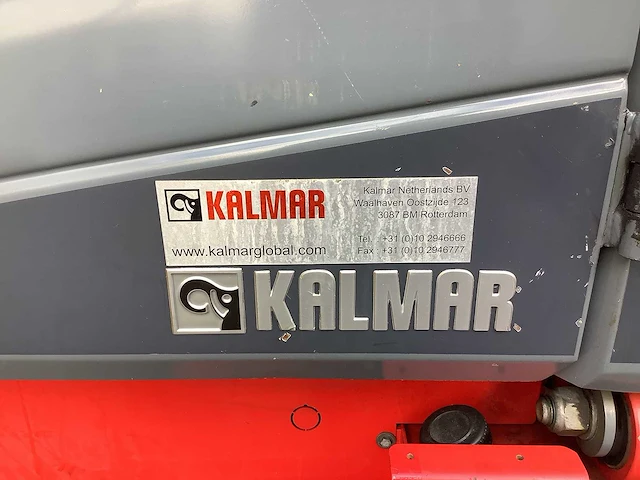 KALMAR
Kalmar Netherlands BV
Waalhaven Oostzijde 123
3087 BM Rotterdam
www.kalmarglobal.com
Tel. : +31 (0)10 2946666
Fax : +31 (0)10 2946777
KALMAR